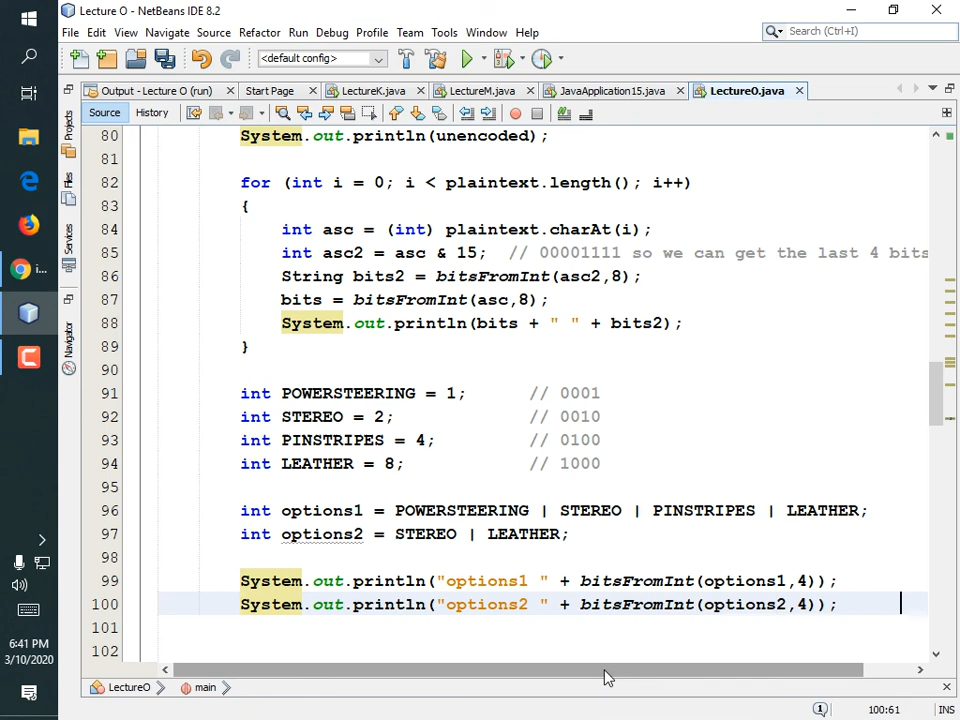 Lecture O - NetBeans IDE 8.2
File Edit View Navigate Source Refactor Run Debug Profile Team Tools Window Help
Search (Ctrl+I)
<default config>
Output - Lecture O (run) Start Page LectureK.java LectureM.java JavaApplication15.java LectureO.java
Source History
Projects
Files
Services
Navigator
i...
80 System.out.println(unencoded);
81
82 for (int i = 0; i < plaintext.length(); i++)
83 {
84 int asc = (int) plaintext.charAt(i);
85 int asc2 = asc & 15; // 00001111 so we can get the last 4 bits
86 String bits2 = bitsFromInt(asc2,8);
87 bits = bitsFromInt(asc,8);
88 System.out.println(bits + " " + bits2);
89 }
90
91 int POWERSTEERING = 1; // 0001
92 int STEREO = 2; // 0010
93 int PINSTRIPES = 4; // 0100
94 int LEATHER = 8; // 1000
95
96 int options1 = POWERSTEERING | STEREO | PINSTRIPES | LEATHER;
97 int options2 = STEREO | LEATHER;
98
99 System.out.println("options1 " + bitsFromInt(options1,4));
100 System.out.println("options2 " + bitsFromInt(options2,4));
101
102
6:41 PM
3/10/2020
LectureO main
1 100:61 INS